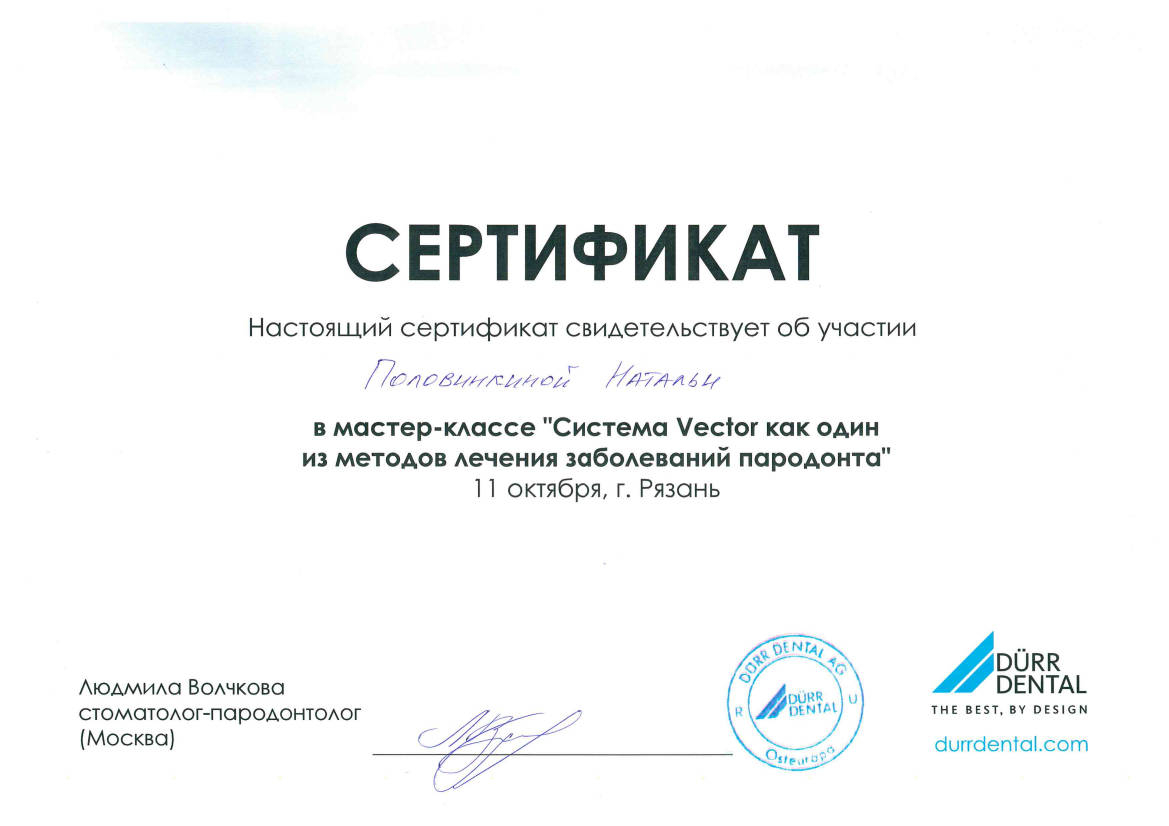 СЕРТИФИКАТ
Настоящий сертификат свидетельствует об участии
Половинкиной Натальи
в мастер-классе "Система Vector как один
из методов лечения заболеваний пародонта"
11 октября, г. Рязань
Людмила Волчкова
стоматолог-пародонтолог
(Москва)
DÜRR DENTAL AG
R U
DÜRR
DENTAL
Osteuropa
DÜRR
DENTAL
THE BEST, BY DESIGN
durrdental.com